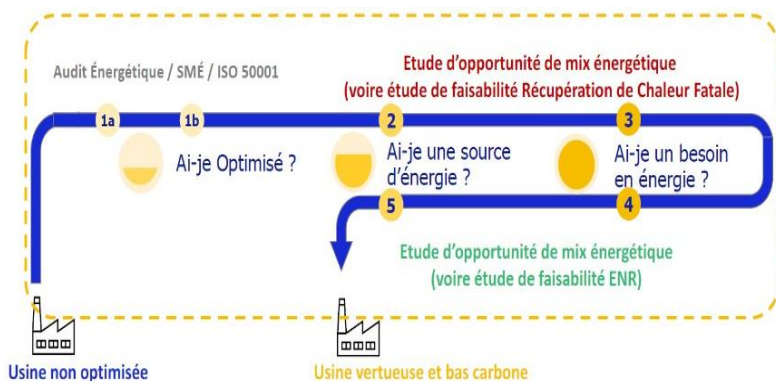 Audit Énergétique / SMÉ / ISO 50001
Etude d'opportunité de mix énergétique
(voire étude de faisabilité Récupération de Chaleur Fatale)
1a
1b
2
3
Ai-je Optimisé ?
Ai-je une source
d'énergie ?
Ai-je un besoin
en énergie ?
5
4
Etude d'opportunité de mix énergétique
(voire étude de faisabilité ENR)
Usine non optimisée
Usine vertueuse et bas carbone